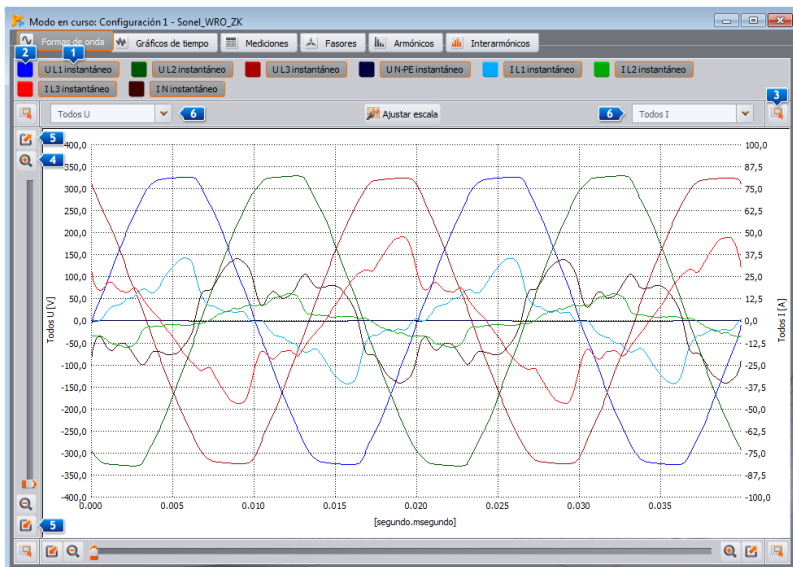 Modo en curso: Configuración 1 - Sonel_WRO_ZK
Formas de onda Gráficos de tiempo Mediciones Fasores Armónicos Interarmónicos
2 1
U L1 instantáneo U L2 instantáneo U L3 instantáneo U N-PE instantáneo I L1 instantáneo I L2 instantáneo
I L3 instantáneo I N instantáneo
3
Todos U 6 Ajustar escala 6 Todos I
5
4
400,0 100,0
350,0 87,5
300,0 75,0
250,0 62,5
200,0 50,0
150,0 37,5
100,0 25,0
50,0 12,5
0,0 0,0
-50,0 -12,5
-100,0 -25,0
-150,0 -37,5
-200,0 -50,0
-250,0 -62,5
-300,0 -75,0
-350,0 -87,5
-400,0 -100,0
Todos U [V]
Todos I [A]
0.000 0.005 0.010 0.015 0.020 0.025 0.030 0.035
5
[segundo.msegundo]